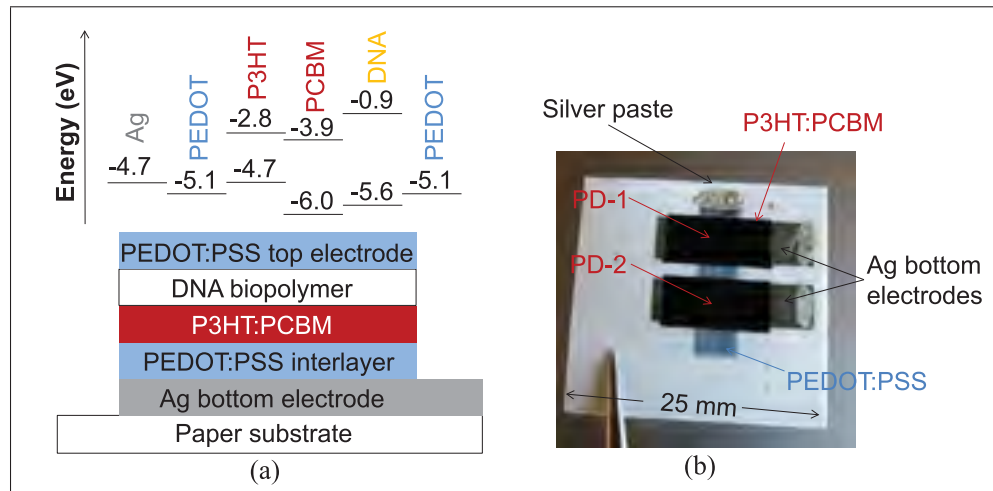 Energy (eV)
Ag
PEDOT
P3HT
PCBM
DNA
PEDOT
-4.7
-5.1
-2.8
-4.7
-3.9
-6.0
-0.9
-5.6
-5.1
PEDOT:PSS top electrode
DNA biopolymer
P3HT:PCBM
PEDOT:PSS interlayer
Ag bottom electrode
Paper substrate
(a)
Silver paste
P3HT:PCBM
PD-1
PD-2
Ag bottom
electrodes
PEDOT:PSS
25 mm
(b)